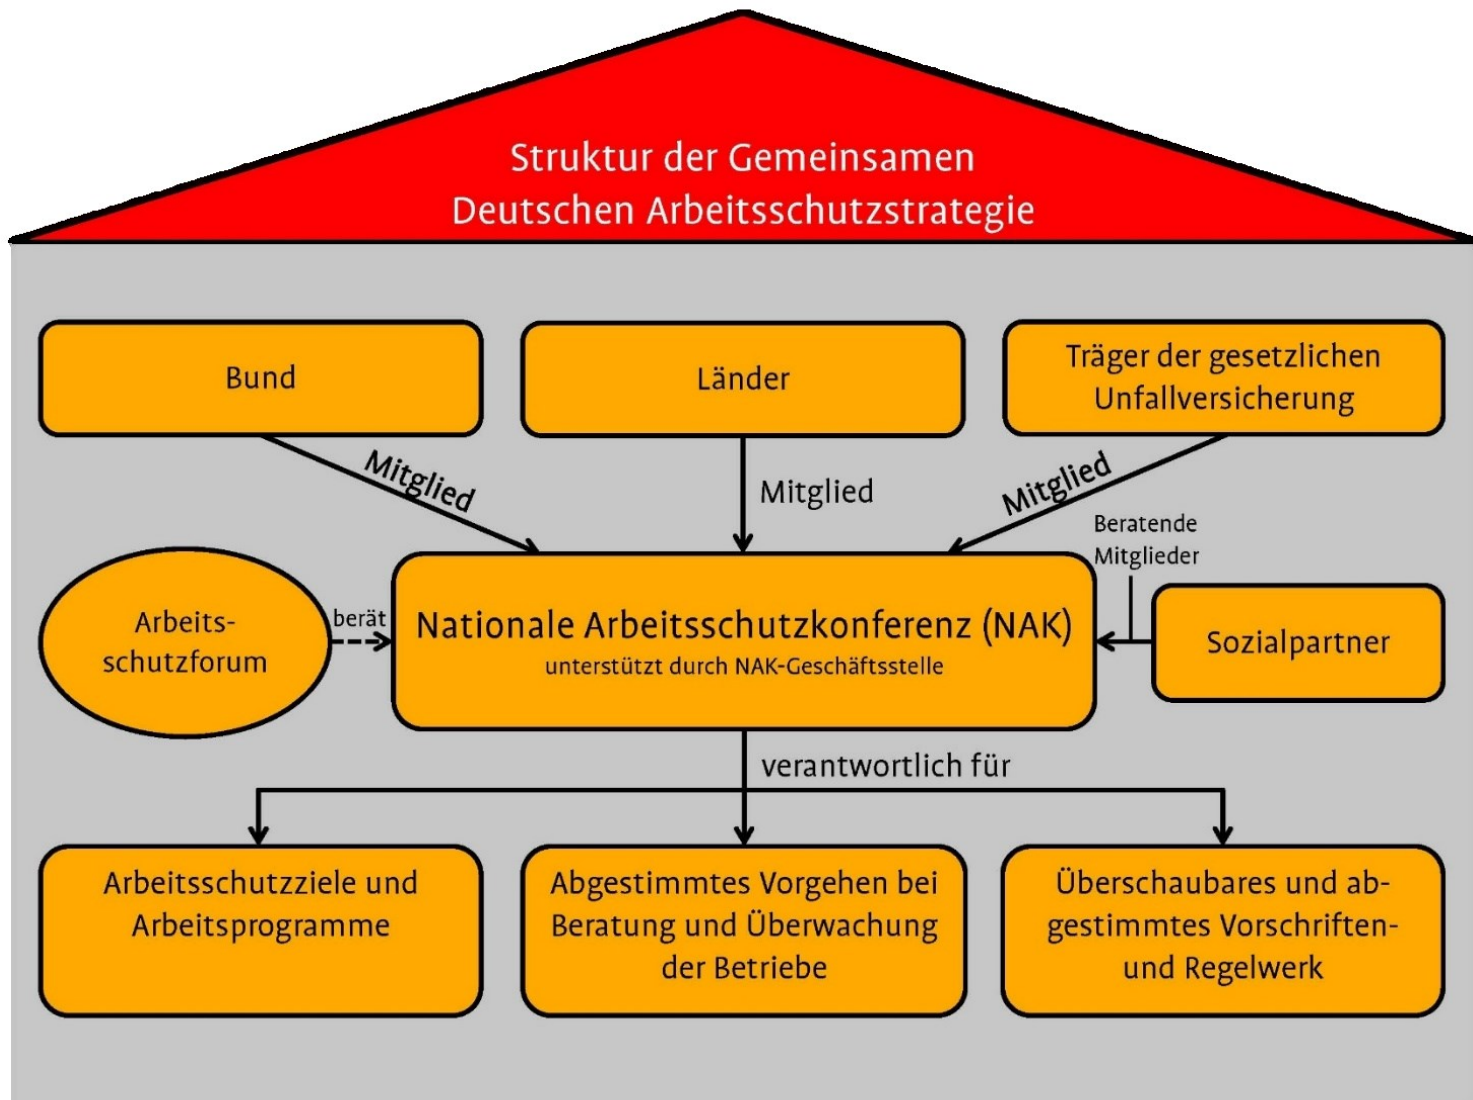 Struktur der Gemeinsamen
Deutschen Arbeitsschutzstrategie
Bund
Länder
Träger der gesetzlichen
Unfallversicherung
Mitglied
Mitglied
Mitglied
Beratende
Mitglieder
Arbeits-
schutzforum
berät
Nationale Arbeitsschutzkonferenz (NAK)
unterstützt durch NAK-Geschäftsstelle
Sozialpartner
verantwortlich für
Arbeitsschutzziele und
Arbeitsprogramme
Abgestimmtes Vorgehen bei
Beratung und Überwachung
der Betriebe
Überschaubares und ab-
gestimmtes Vorschriften-
und Regelwerk